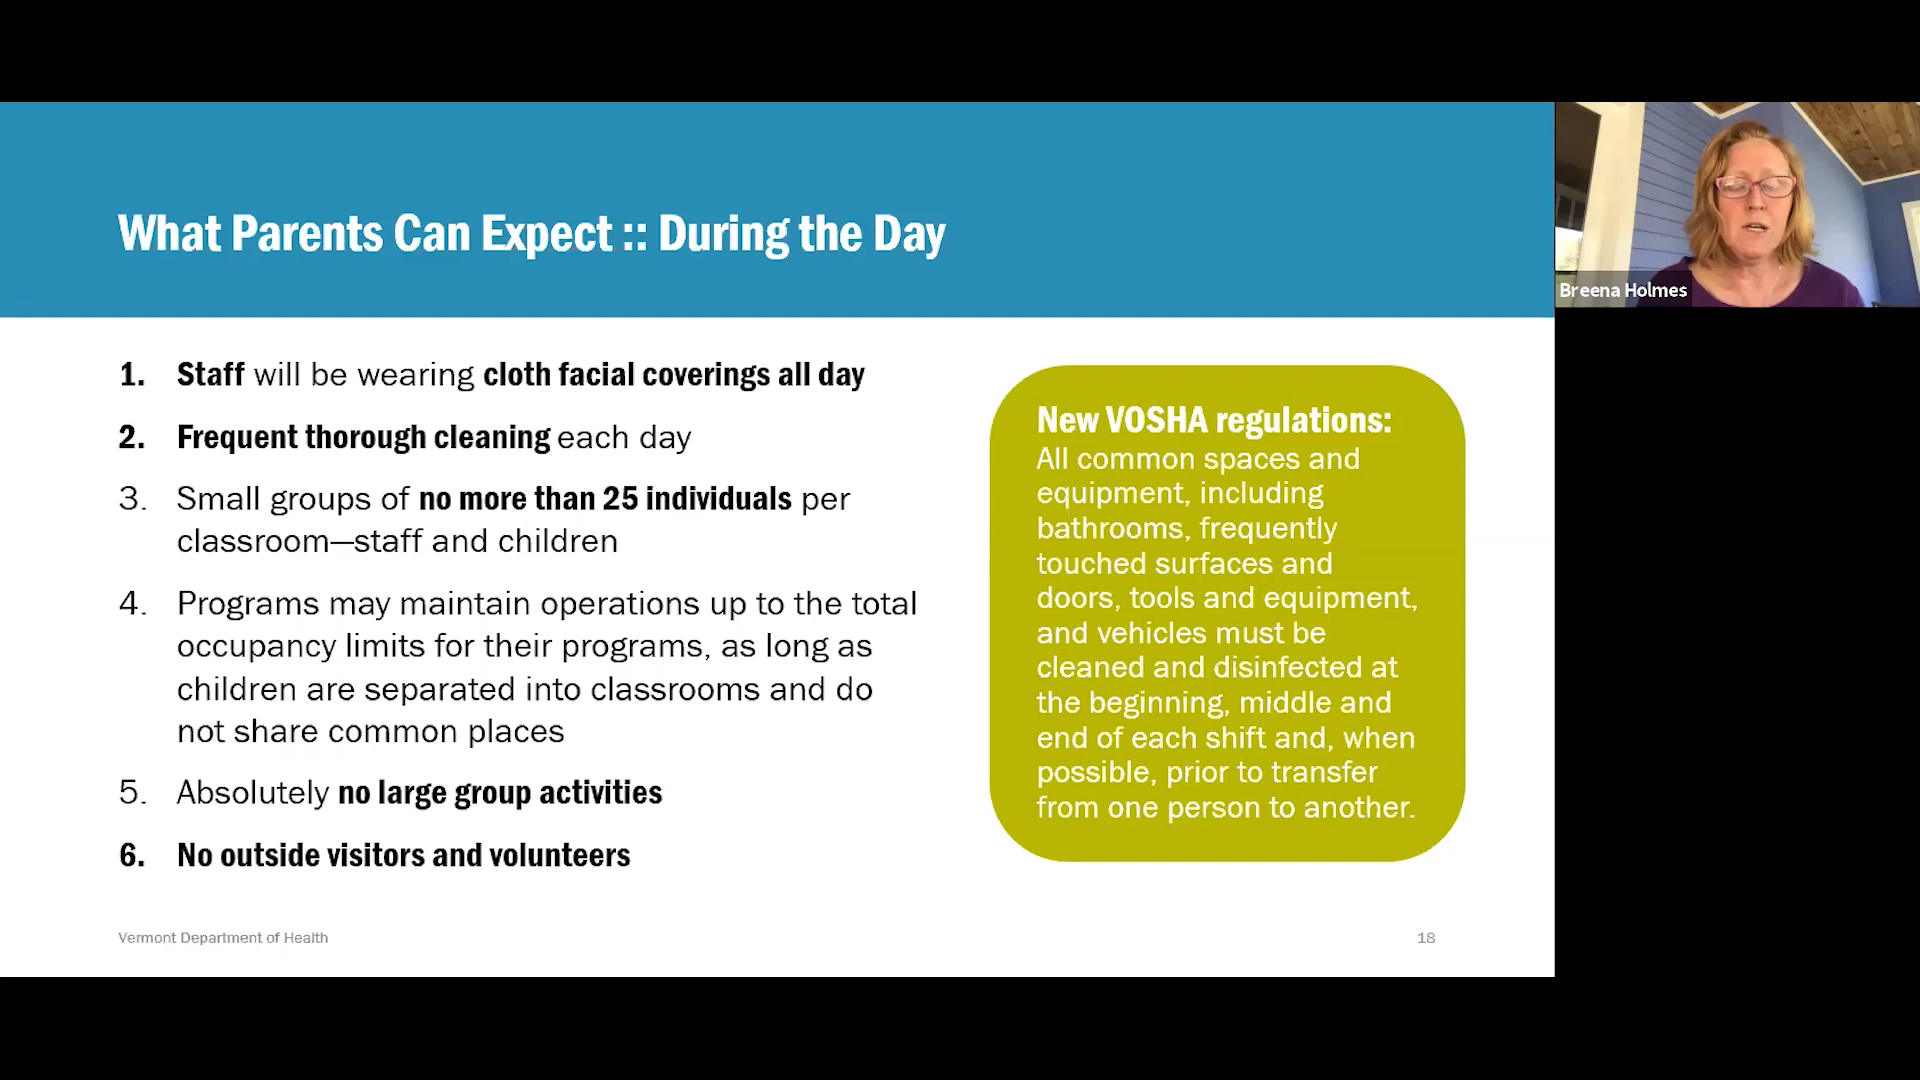 What Parents Can Expect :: During the Day
1. Staff will be wearing cloth facial coverings all day
2. Frequent thorough cleaning each day
3. Small groups of no more than 25 individuals per
classroom—staff and children
4. Programs may maintain operations up to the total
occupancy limits for their programs, as long as
children are separated into classrooms and do
not share common places
5. Absolutely no large group activities
6. No outside visitors and volunteers
New VOSHA regulations:
All common spaces and
equipment, including
bathrooms, frequently
touched surfaces and
doors, tools and equipment,
and vehicles must be
cleaned and disinfected at
the beginning, middle and
end of each shift and, when
possible, prior to transfer
from one person to another.
Vermont Department of Health
18
Breena Holmes